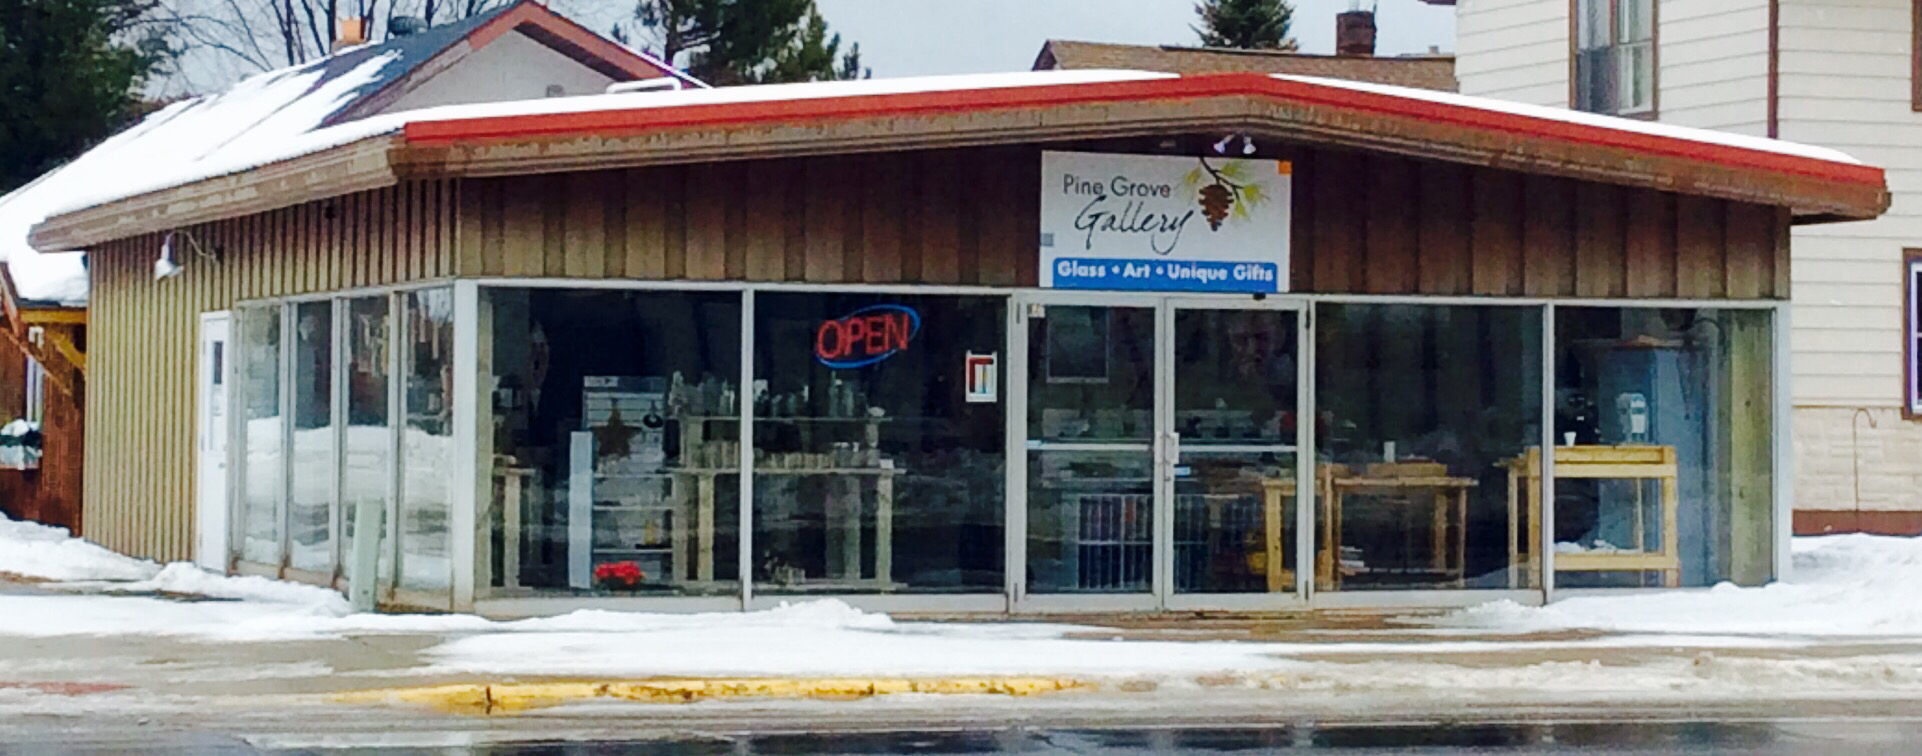 Pine Grove
Gallery
Glass • Art • Unique Gifts
OPEN